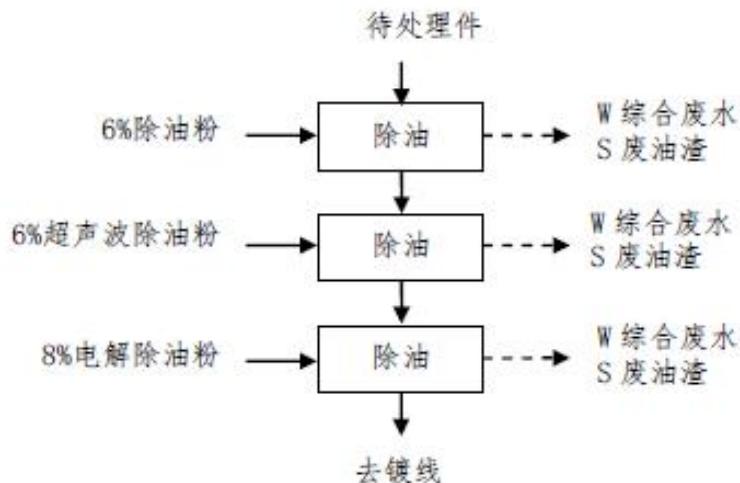 待处理件
6%除油粉
除油
W 综合废水
S 废油渣
6%超声波除油粉
除油
W 综合废水
S 废油渣
8%电解除油粉
除油
W 综合废水
S 废油渣
去镀线